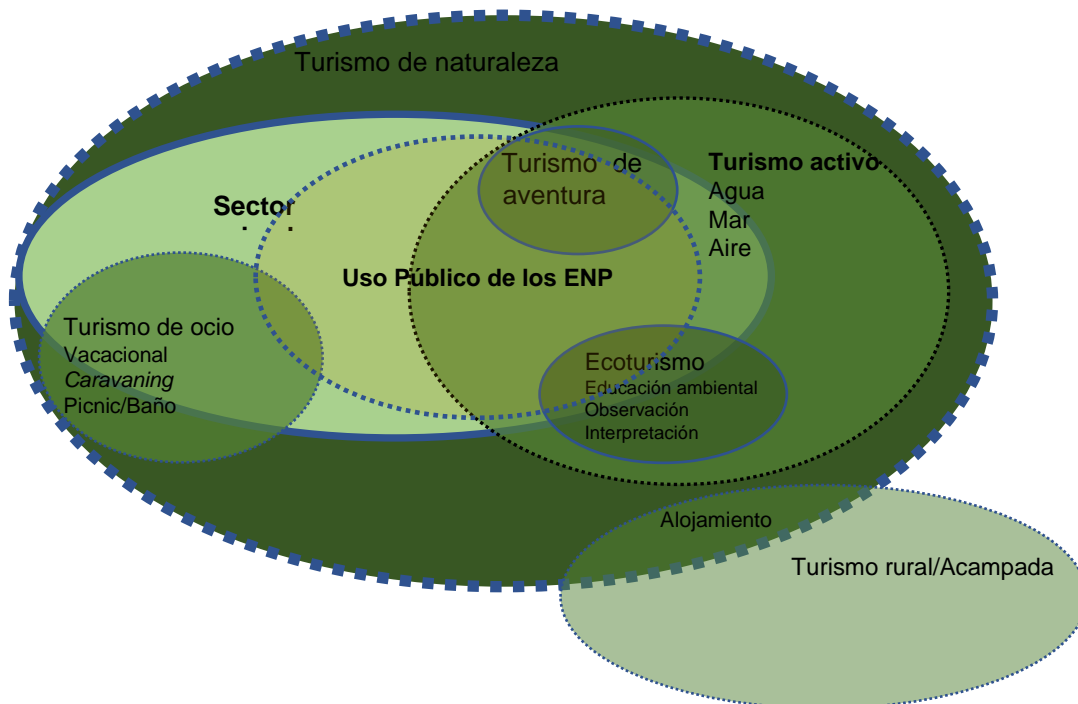 Turismo de naturaleza
Turismo de
aventura
Turismo activo
Agua
Mar
Aire
Sector
Uso Público de los ENP
Turismo de ocio
Vacacional
Caravaning
Picnic/Baño
Ecoturismo
Educación ambiental
Observación
Interpretación
Alojamiento
Turismo rural/Acampada